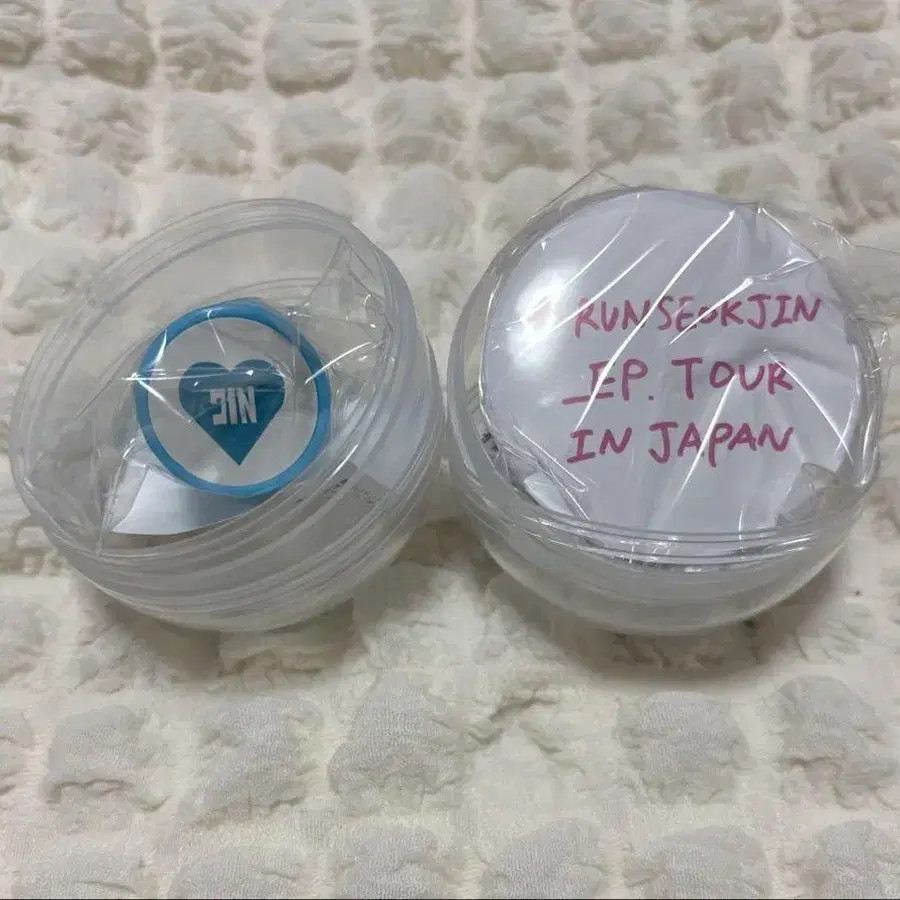 JIN
RUNSEOKJIN
_EP. TOUR
IN JAPAN